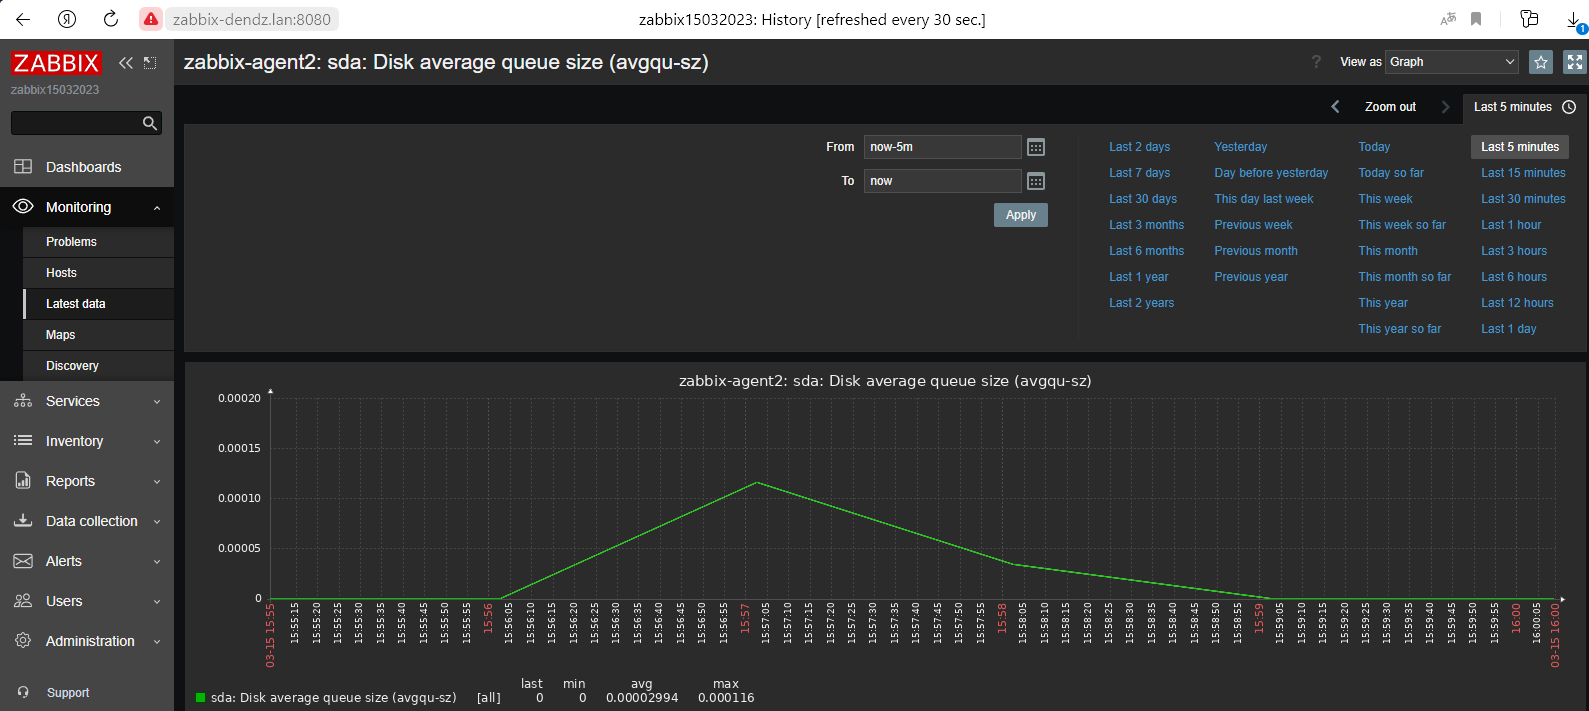 zabbix-dendz.lan:8080 zabbix15032023: History [refreshed every 30 sec.]
1
ZABBIX
zabbix15032023
Dashboards
Monitoring
Problems
Hosts
Latest data
Maps
Discovery
Services
Inventory
Reports
Data collection
Alerts
Users
Administration
Support
zabbix-agent2: sda: Disk average queue size (avgqu-sz)
? View as Graph
Zoom out Last 5 minutes
From now-5m
To now
Apply
Last 2 days Yesterday Today Last 5 minutes
Last 7 days Day before yesterday Today so far Last 15 minutes
Last 30 days This day last week This week Last 30 minutes
Last 3 months Previous week This week so far Last 1 hour
Last 6 months Previous month This month Last 3 hours
Last 1 year Previous year This month so far Last 6 hours
Last 2 years This year Last 12 hours
This year so far Last 1 day
zabbix-agent2: sda: Disk average queue size (avgqu-sz)
0.00020
0.00015
0.00010
0.00005
0
03-15 15:55 15:55:15 15:55:20 15:55:25 15:55:30 15:55:35 15:55:40 15:55:45 15:55:50 15:55:55 15:56 15:56:05 15:56:10 15:56:15 15:56:20 15:56:25 15:56:30 15:56:35 15:56:40 15:56:45 15:56:50 15:56:55 15:57 15:57:05 15:57:10 15:57:15 15:57:20 15:57:25 15:57:30 15:57:35 15:57:40 15:57:45 15:57:50 15:57:55 15:58 15:58:05 15:58:10 15:58:15 15:58:20 15:58:25 15:58:30 15:58:35 15:58:40 15:58:45 15:58:50 15:58:55 15:59 15:59:05 15:59:10 15:59:15 15:59:20 15:59:25 15:59:30 15:59:35 15:59:40 15:59:45 15:59:50 15:59:55 16:00 16:00:05 03-15 16:00
last min avg max
sda: Disk average queue size (avgqu-sz) [all] 0 0 0.00002994 0.000116